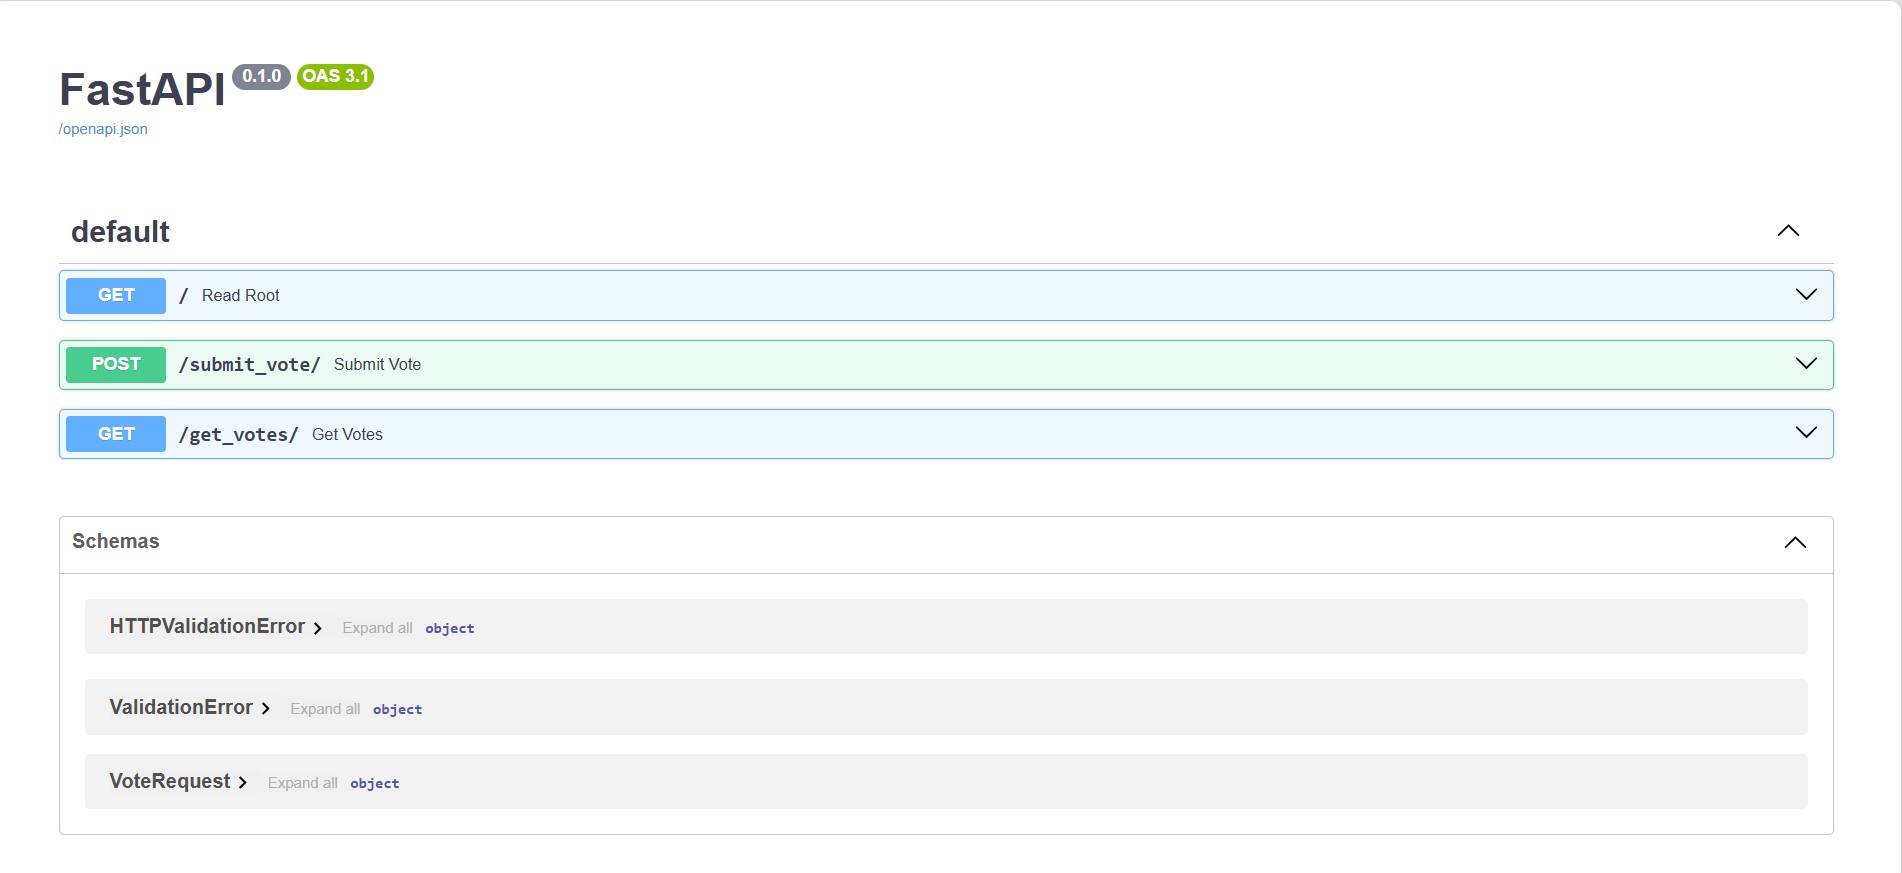 FastAPI 0.1.0 OAS 3.1
/openapi.json
default
GET / Read Root
POST /submit_vote/ Submit Vote
GET /get_votes/ Get Votes
Schemas
HTTPValidationError Expand all object
ValidationError Expand all object
VoteRequest Expand all object